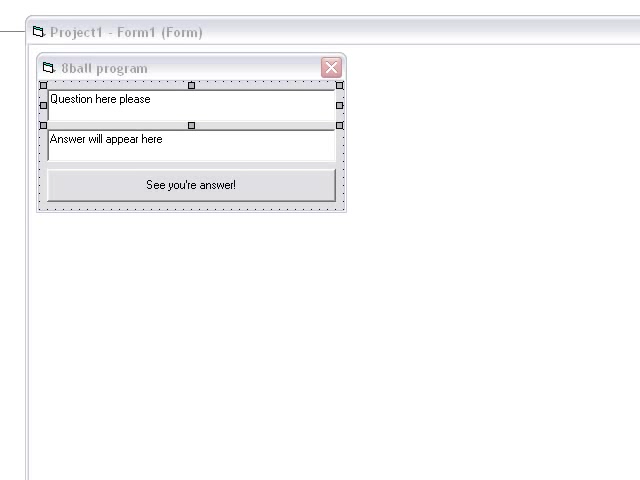 Project1 - Form1 (Form)
8ball program
Question here please
Answer will appear here
See you're answer!